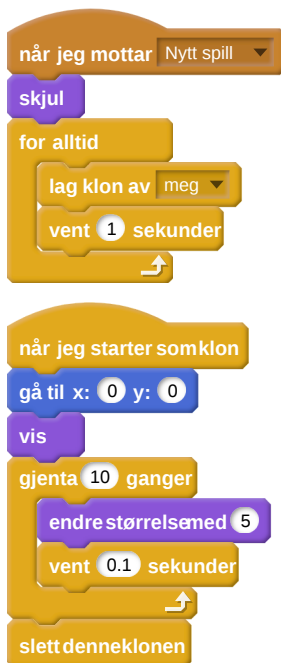 når jeg mottar Nytt spill
skjul
for alltid
lag klon av meg
vent 1 sekunder
når jeg starter som klon
gå til x: 0 y: 0
vis
gjenta 10 ganger
endre størrelse med 5
vent 0.1 sekunder
slett denne klonen